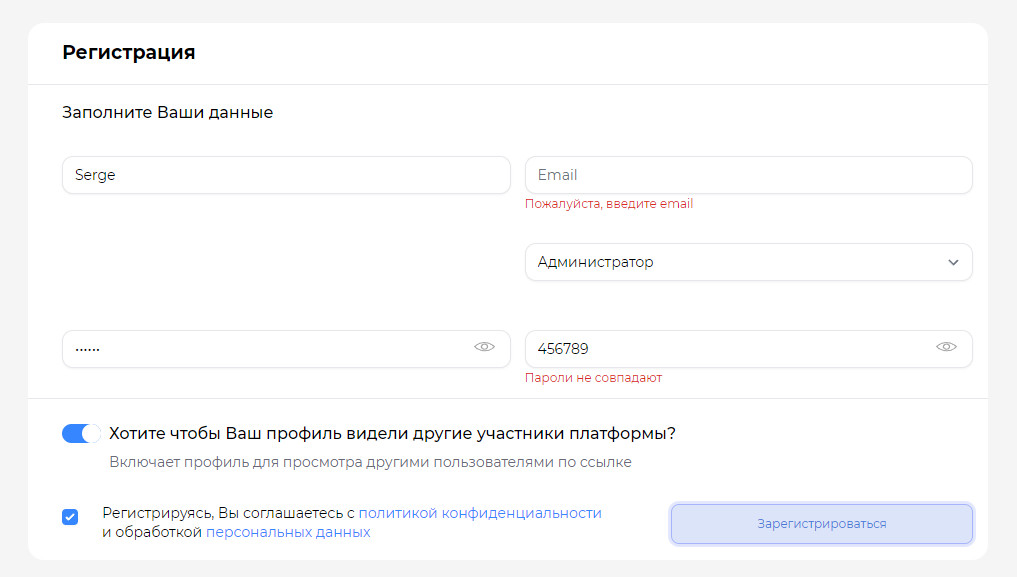 Регистрация
Заполните Ваши данные
Serge
Email
Пожалуйста, введите email
Администратор
······
456789
Пароли не совпадают
Хотите чтобы Ваш профиль видели другие участники платформы?
Включает профиль для просмотра другими пользователями по ссылке
Регистрируясь, Вы соглашаетесь с политикой конфиденциальности
и обработкой персональных данных
Зарегистрироваться